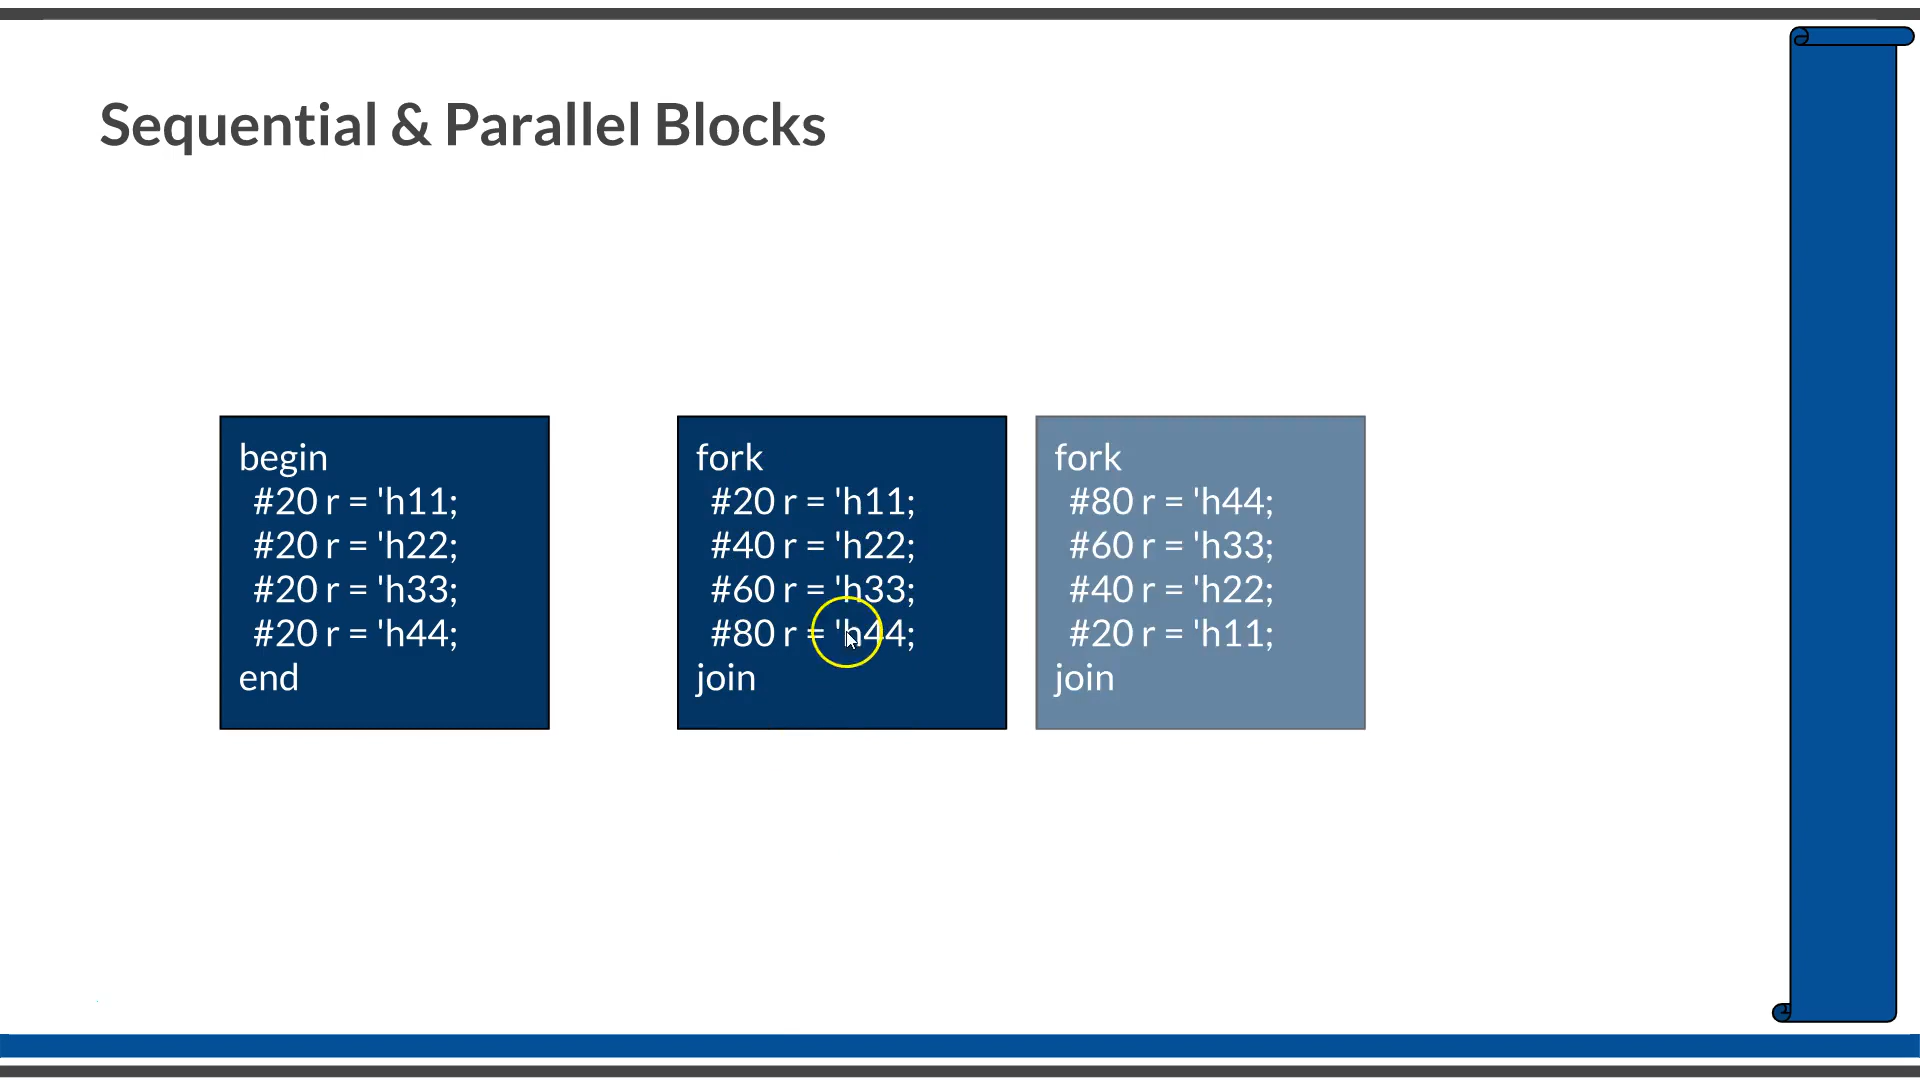 Sequential & Parallel Blocks
begin
#20 r = 'h11;
#20 r = 'h22;
#20 r = 'h33;
#20 r = 'h44;
end
fork
#20 r = 'h11;
#40 r = 'h22;
#60 r = 'h33;
#80 r = 'h44;
join
fork
#80 r = 'h44;
#60 r = 'h33;
#40 r = 'h22;
#20 r = 'h11;
join